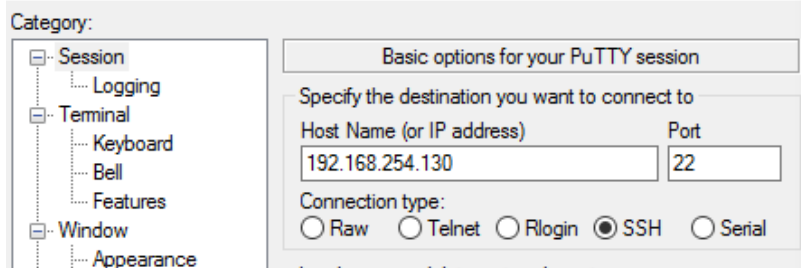 Category:
Session
Logging
Terminal
Keyboard
Bell
Features
Window
Appearance
Basic options for your PuTTY session
Specify the destination you want to connect to
Host Name (or IP address) Port
192.168.254.130 22
Connection type:
Raw Telnet Rlogin SSH Serial